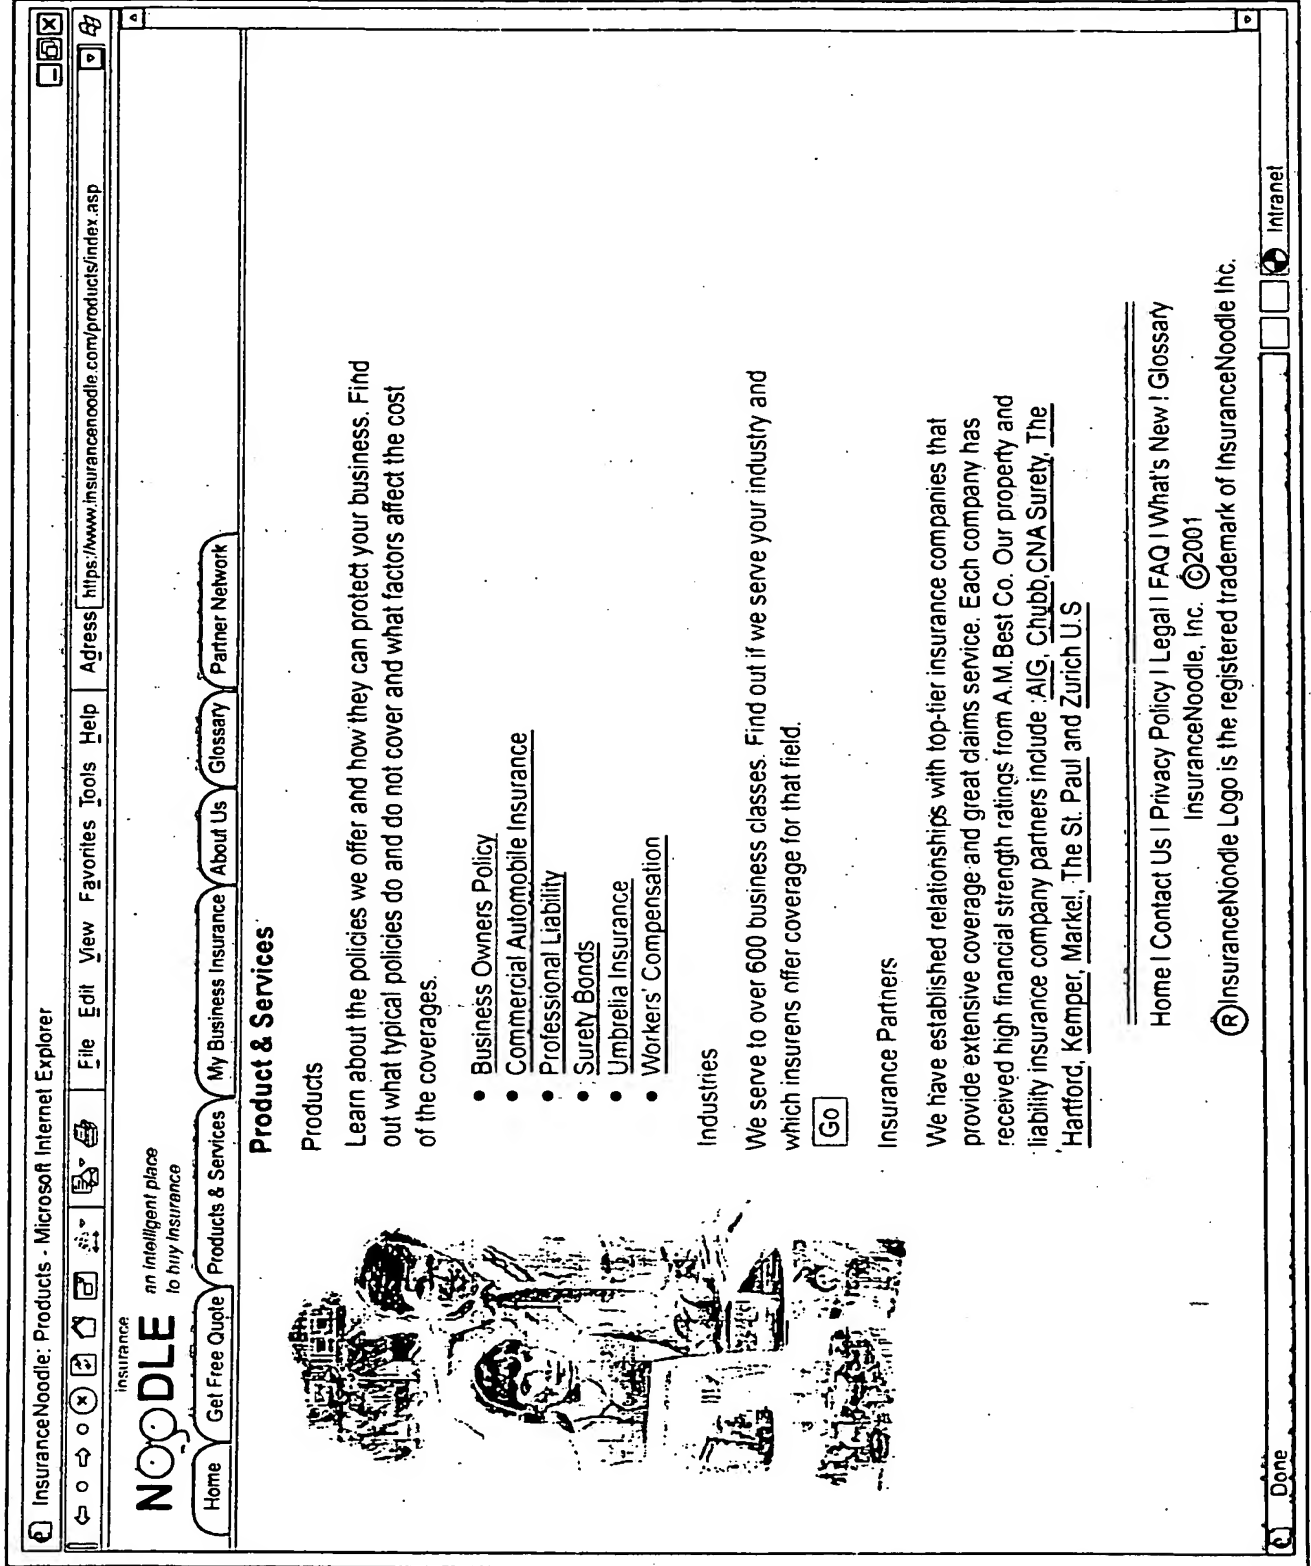 InsuranceNoodle: Products - Microsoft Internet Explorer
File Edit View Favorites Tools Help Adress https://www.insurancenoodle.com/products/index.asp
insurance
NOODLE an intelligent place
to buy insurance
Home Get Free Quote Products & Services My Business Insurance About Us Glossary Partner Network
Product & Services
Products
Learn about the policies we offer and how they can protect your business. Find
out what typical policies do and do not cover and what factors affect the cost
of the coverages.
• Business Owners Policy
• Commercial Automobile Insurance
• Professional Liability
• Surety Bonds
• Umbrella Insurance
• Workers' Compensation
Industries
We serve to over 600 business classes. Find out if we serve your industry and
which insurens offer coverage for that field.
Go
Insurance Partners
We have established relationships with top-tier insurance companies that
provide extensive coverage and great claims service. Each company has
received high financial strength ratings from A.M.Best Co. Our property and
liability insurance company partners include :AIG, Chubb,CNA Surety, The
Hartford, Kemper, Markel, The St. Paul and Zurich U.S
Home I Contact Us I Privacy Policy I Legal I FAQ I What's New I Glossary
InsuranceNoodle, Inc. ©2001
®InsuranceNondle Logo is the registered trademark of InsuranceNoodle Inc.
Done Intranet